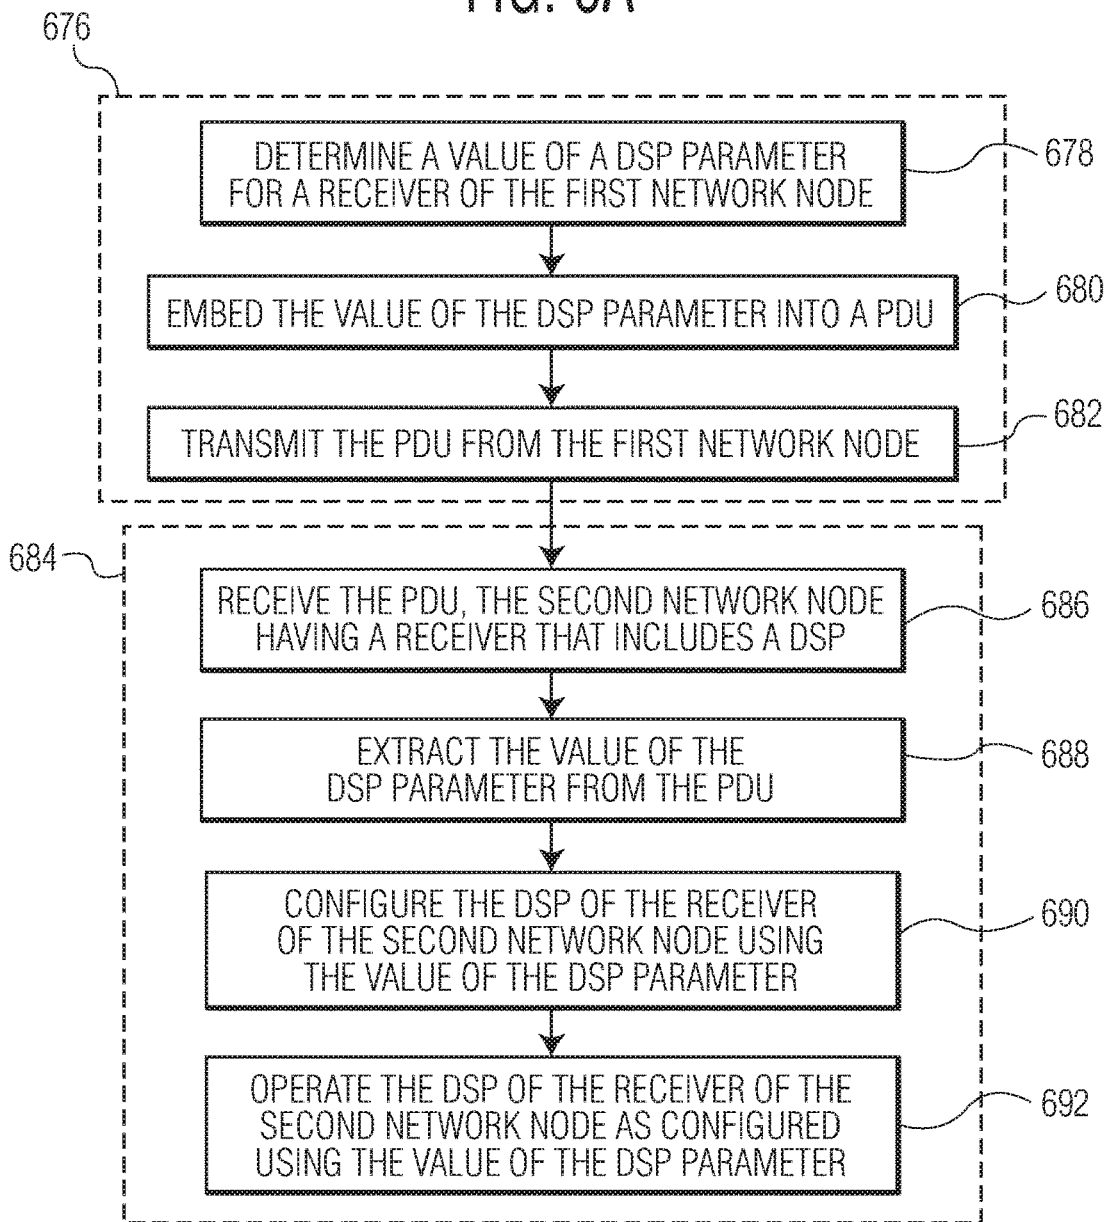 676
DETERMINE A VALUE OF A DSP PARAMETER
FOR A RECEIVER OF THE FIRST NETWORK NODE
678
EMBED THE VALUE OF THE DSP PARAMETER INTO A PDU
680
TRANSMIT THE PDU FROM THE FIRST NETWORK NODE
682
684
RECEIVE THE PDU, THE SECOND NETWORK NODE
HAVING A RECEIVER THAT INCLUDES A DSP
686
EXTRACT THE VALUE OF THE
DSP PARAMETER FROM THE PDU
688
CONFIGURE THE DSP OF THE RECEIVER
OF THE SECOND NETWORK NODE USING
THE VALUE OF THE DSP PARAMETER
690
OPERATE THE DSP OF THE RECEIVER OF THE
SECOND NETWORK NODE AS CONFIGURED
USING THE VALUE OF THE DSP PARAMETER
692